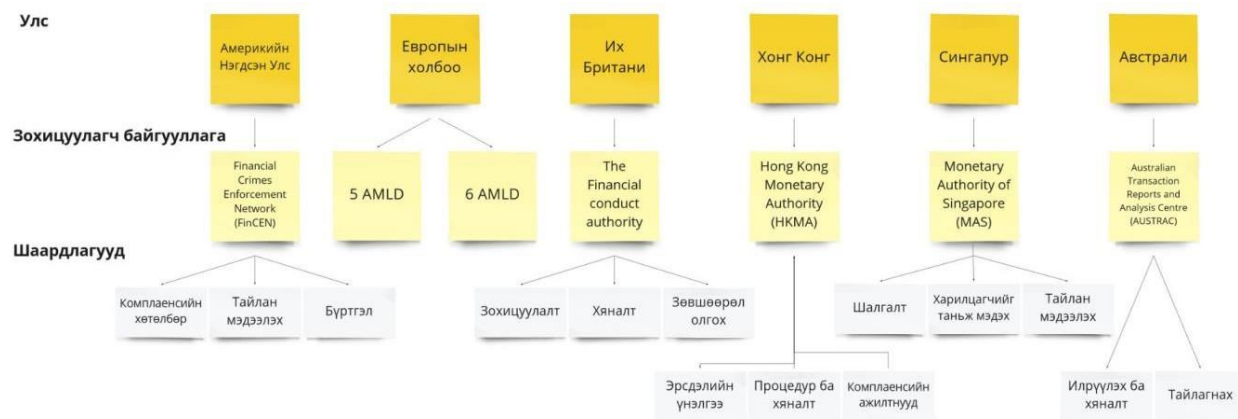 Улс
Америкийн
Нэгдсэн Улс
Европын
холбоо
Их
Британи
Хонг Конг
Сингапур
Австрали
Зохицуулагч байгууллага
Financial
Crimes
Enforcement
Network
(FinCEN)
5 AMLD
6 AMLD
The
Financial
conduct
authority
Hong Kong
Monetary
Authority
(HKMA)
Monetary
Authority of
Singapore
(MAS)
Australian
Transaction
Reports and
Analysis Centre
(AUSTRAC)
Шаардлагууд
Комплаенсийн
хөтөлбөр
Тайлан
мэдээлэх
Бүртгэл
Зохицуулалт
Хяналт
Зөвшөөрөл
олгох
Шалгалт
Харилцагчийг
таньж мэдэх
Тайлан
мэдээлэх
Эрсдэлийн
үнэлгээ
Процедур ба
хяналт
Комплаенсийн
ажилтнууд
Илрүүлэх ба
хяналт
Тайлагнах